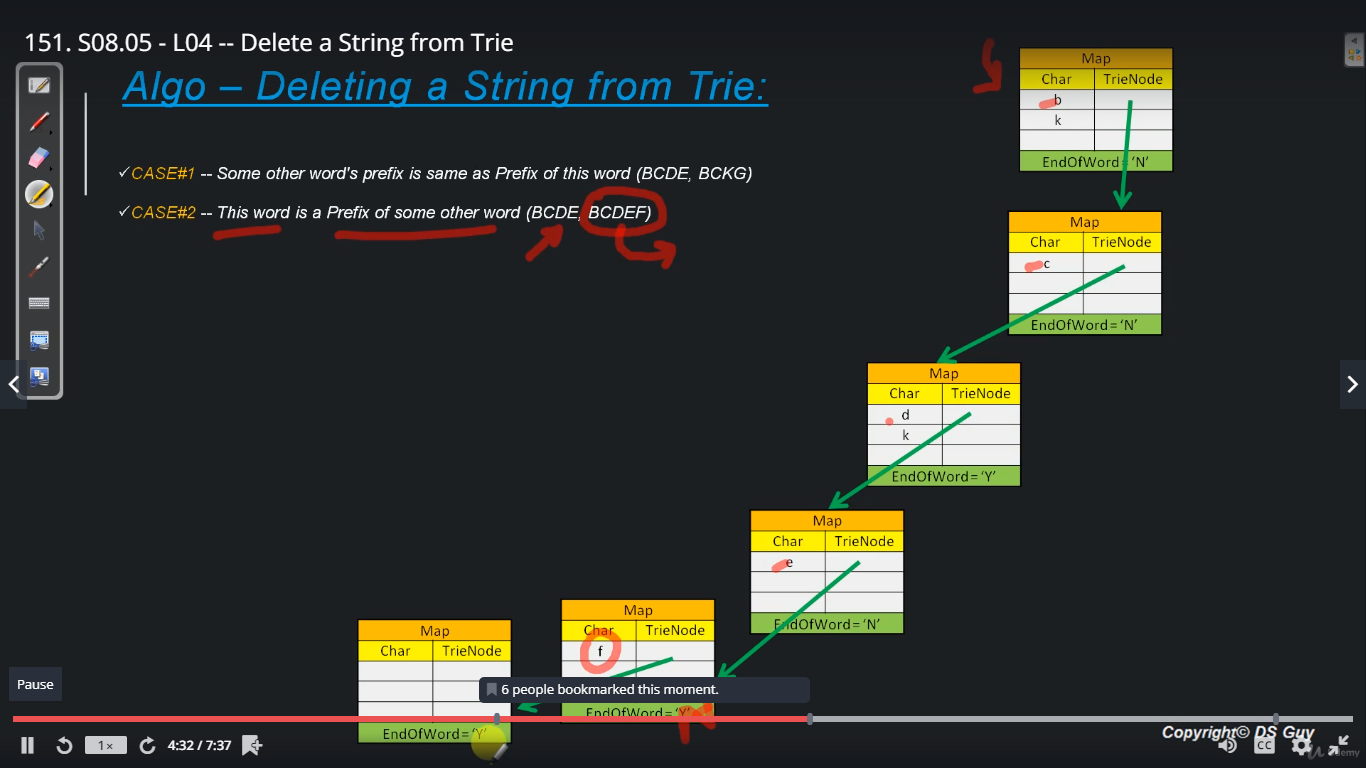 151. S08.05 - L04 -- Delete a String from Trie
Algo – Deleting a String from Trie:
✓CASE#1 -- Some other word's prefix is same as Prefix of this word (BCDE, BCKG)
✓CASE#2 -- This word is a Prefix of some other word (BCDE, BCDEF)
Map
Char TrieNode
b
k
EndOfWord = 'N'
Map
Char TrieNode
c
EndOfWord = 'N'
Map
Char TrieNode
d
k
EndOfWord = 'Y'
Map
Char TrieNode
e
EndOfWord = 'N'
Map
Char TrieNode
f
EndOfWord = 'Y'
N
Map
Char TrieNode
EndOfWord = 'Y'
Pause
6 people bookmarked this moment.
1×
4:32 / 7:37
Copyright© DS Guy
CC